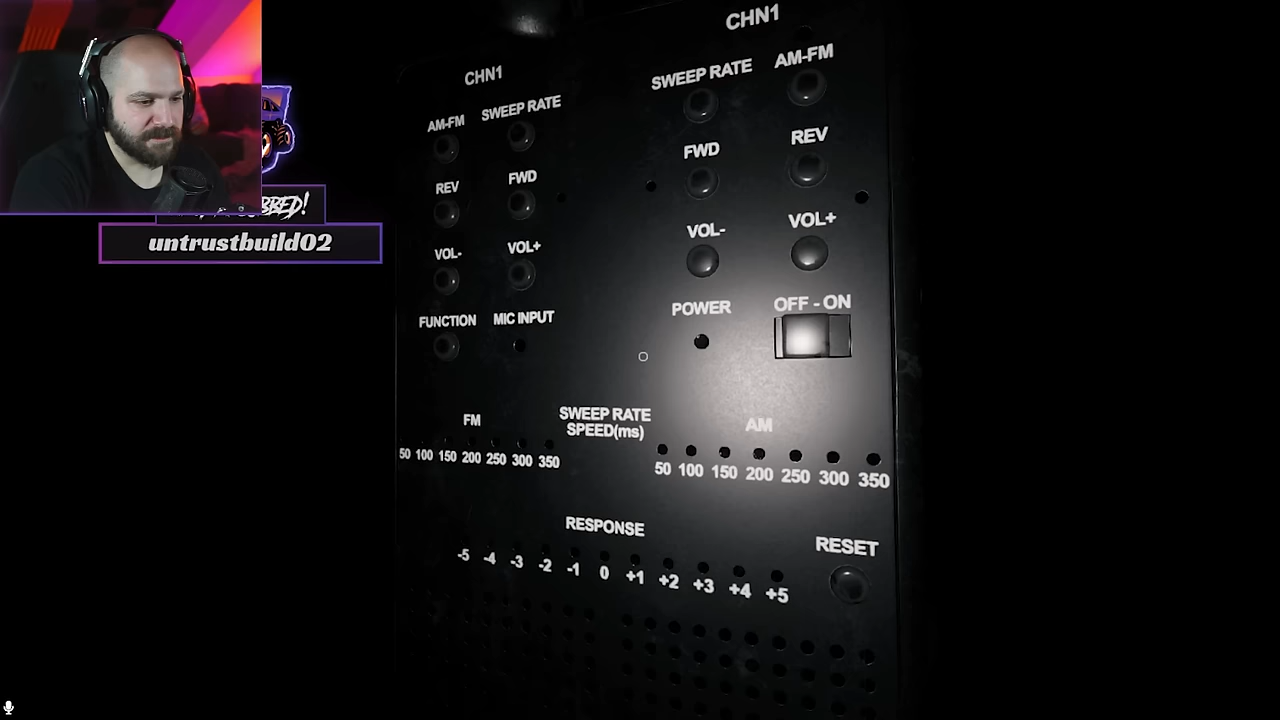 CHN1
CHN1
AM-FM SWEEP RATE
SWEEP RATE AM-FM
REV FWD
FWD REV
VOL- VOL+
VOL- VOL+
FUNCTION MIC INPUT
POWER OFF - ON
FM
SWEEP RATE
SPEED(ms)
AM
50 100 150 200 250 300 350
50 100 150 200 250 300 350
RESPONSE
-5 -4 -3 -2 -1 0 +1 +2 +3 +4 +5
RESET
untrustbuild02